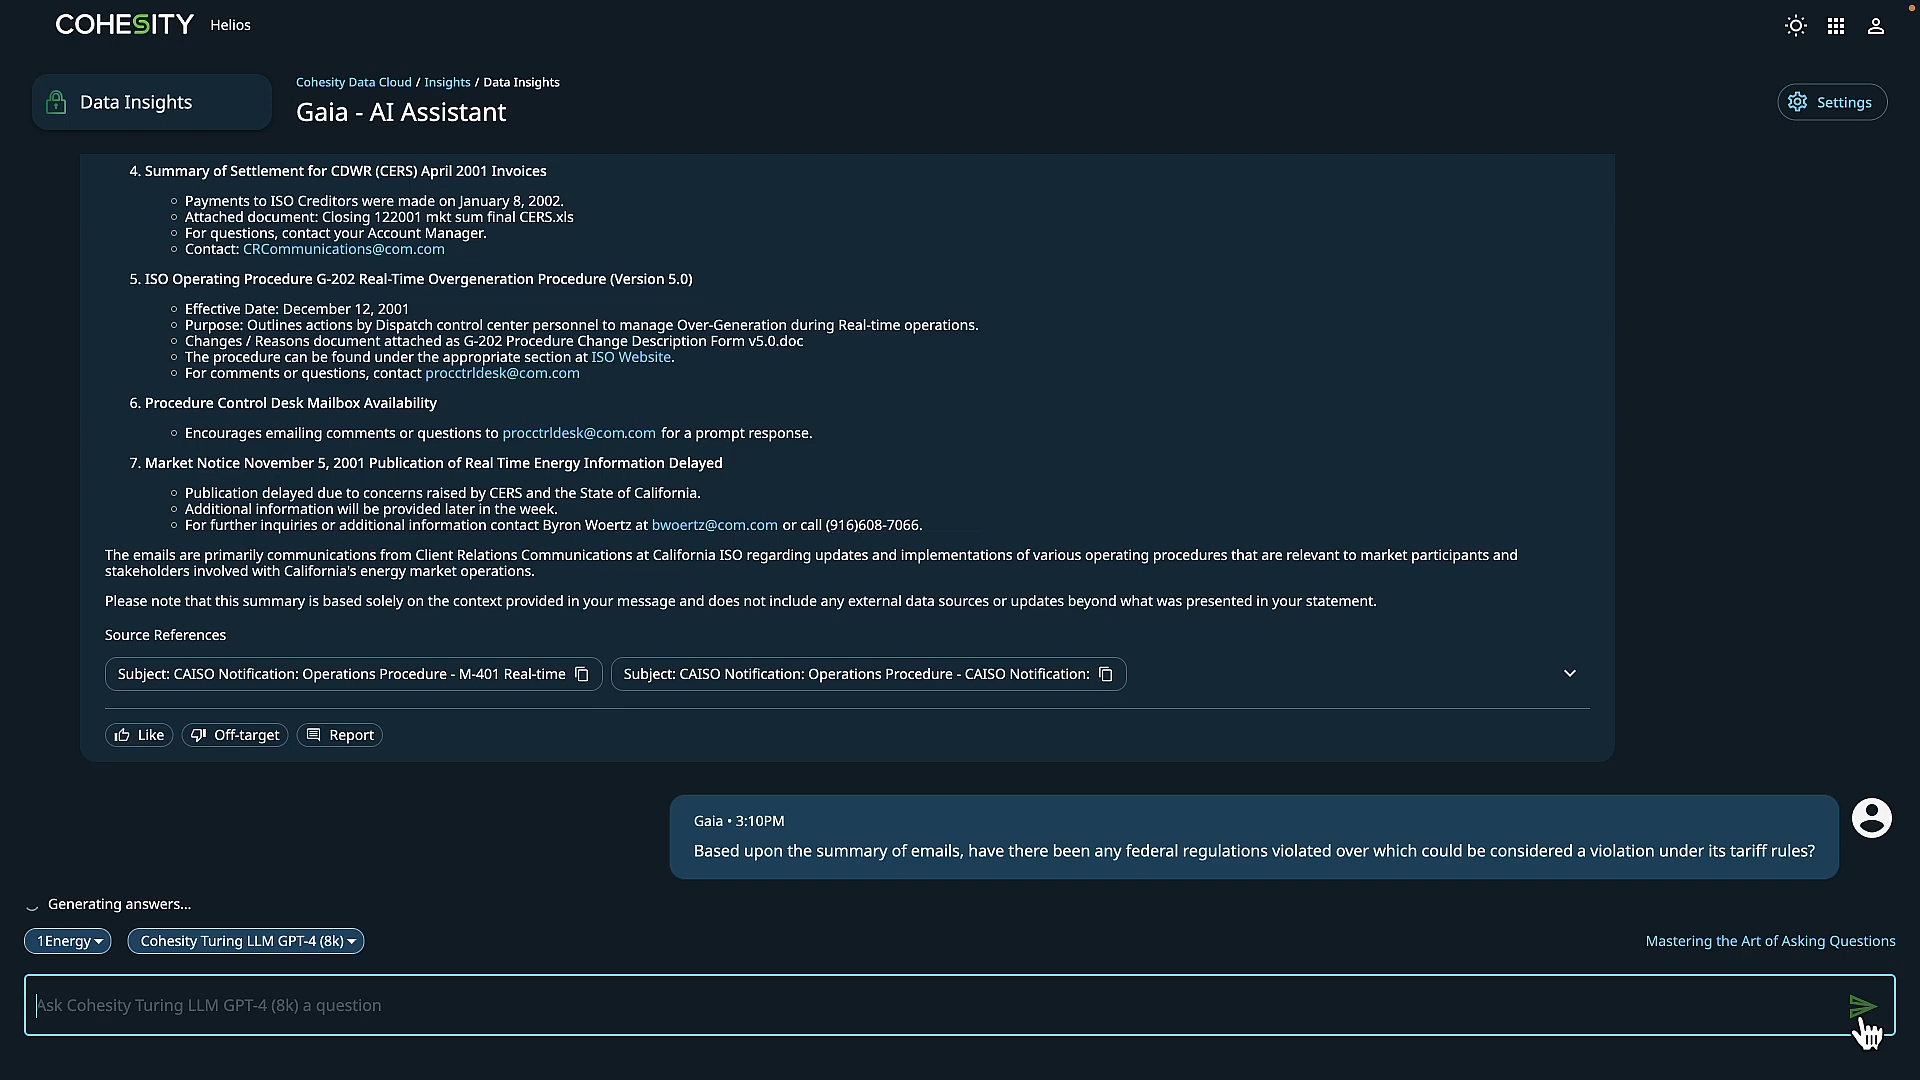 COHESITY Helios
Data Insights
Cohesity Data Cloud / Insights / Data Insights
Gaia - AI Assistant
Settings
4. Summary of Settlement for CDWR (CERS) April 2001 Invoices
Payments to ISO Creditors were made on January 8, 2002.
Attached document: Closing 122001 mkt sum final CERS.xls
For questions, contact your Account Manager.
Contact: CRCommunications@com.com
5. ISO Operating Procedure G-202 Real-Time Overgeneration Procedure (Version 5.0)
Effective Date: December 12, 2001
Purpose: Outlines actions by Dispatch control center personnel to manage Over-Generation during Real-time operations.
Changes / Reasons document attached as G-202 Procedure Change Description Form v5.0.doc
The procedure can be found under the appropriate section at ISO Website.
For comments or questions, contact procctrldesk@com.com
6. Procedure Control Desk Mailbox Availability
Encourages emailing comments or questions to procctrldesk@com.com for a prompt response.
7. Market Notice November 5, 2001 Publication of Real Time Energy Information Delayed
Publication delayed due to concerns raised by CERS and the State of California.
Additional information will be provided later in the week.
For further inquiries or additional information contact Byron Woertz at bwoertz@com.com or call (916)608-7066.
The emails are primarily communications from Client Relations Communications at California ISO regarding updates and implementations of various operating procedures that are relevant to market participants and
stakeholders involved with California's energy market operations.
Please note that this summary is based solely on the context provided in your message and does not include any external data sources or updates beyond what was presented in your statement.
Source References
Subject: CAISO Notification: Operations Procedure - M-401 Real-time
Subject: CAISO Notification: Operations Procedure - CAISO Notification:
Like
Off-target
Report
Gaia • 3:10PM
Based upon the summary of emails, have there been any federal regulations violated over which could be considered a violation under its tariff rules?
Generating answers...
1Energy
Cohesity Turing LLM GPT-4 (8k)
Mastering the Art of Asking Questions
Ask Cohesity Turing LLM GPT-4 (8k) a question